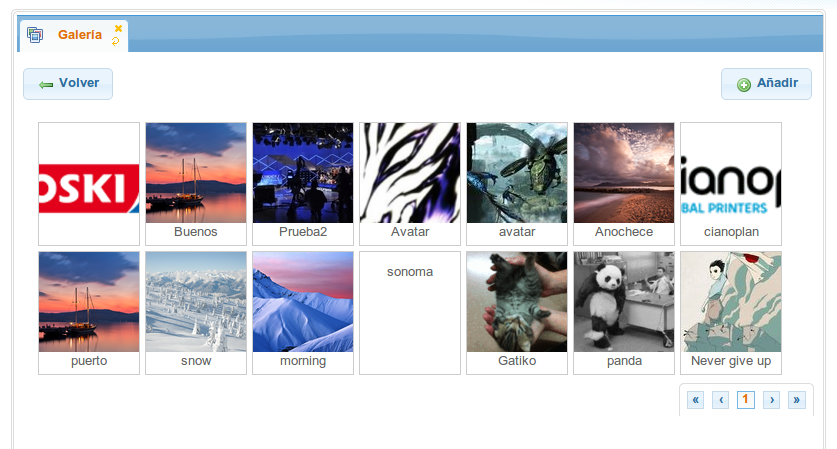 Galería
Volver
Añadir
OSKI
Buenos
Prueba2
Avatar
avatar
Anochece
ianop
BAL PRINTERS
cianoplan
puerto
snow
morning
sonoma
Gatiko
panda
Never give up
« ‹ 1 › »